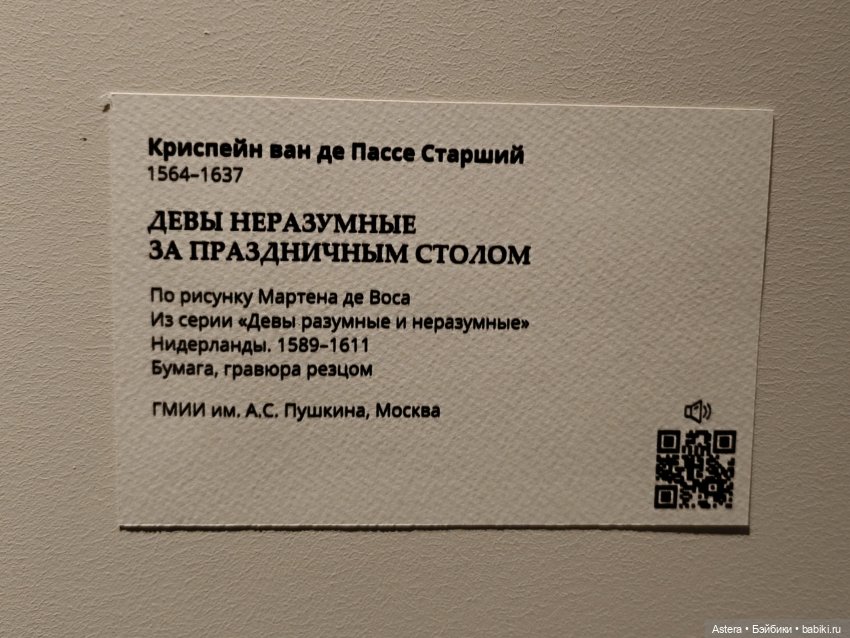 Криспейн ван де Пассе Старший
1564–1637
ДЕВЫ НЕРАЗУМНЫЕ
ЗА ПРАЗДНИЧНЫМ СТОЛОМ
По рисунку Мартена де Воса
Из серии «Девы разумные и неразумные»
Нидерланды. 1589–1611
Бумага, гравюра резцом
ГМИИ им. А.С. Пушкина, Москва
Astera • Бэйбики • babiki.ru